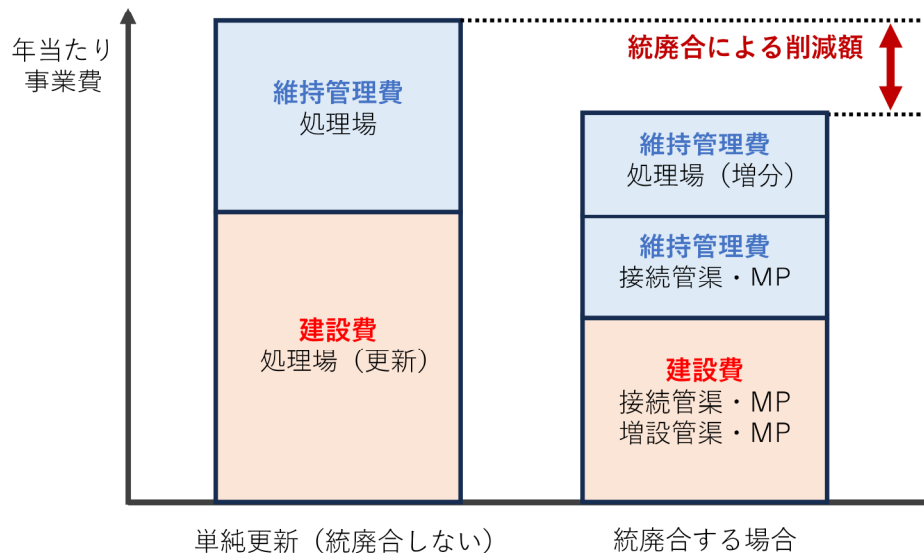 年当たり
事業費
維持管理費
処理場
建設費
処理場（更新）
単純更新（統廃合しない）
統廃合による削減額
維持管理費
処理場（増分）
維持管理費
接続管渠・MP
建設費
接続管渠・MP
増設管渠・MP
統廃合する場合